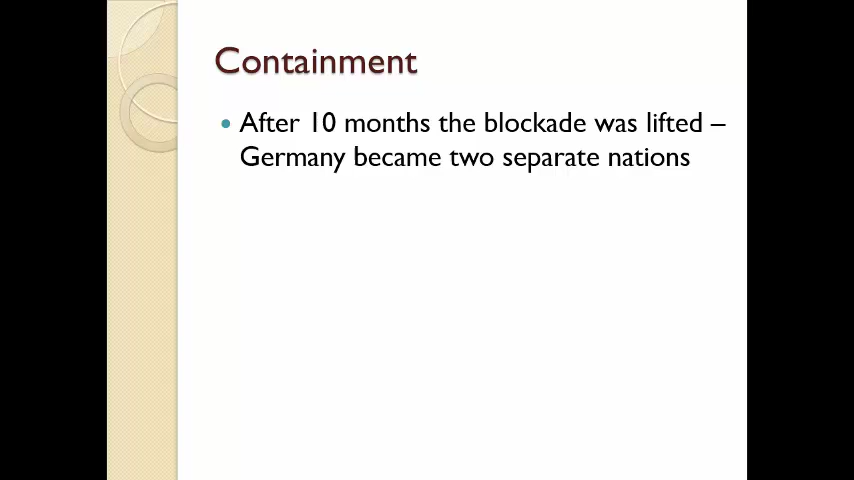 Containment
• After 10 months the blockade was lifted –
Germany became two separate nations